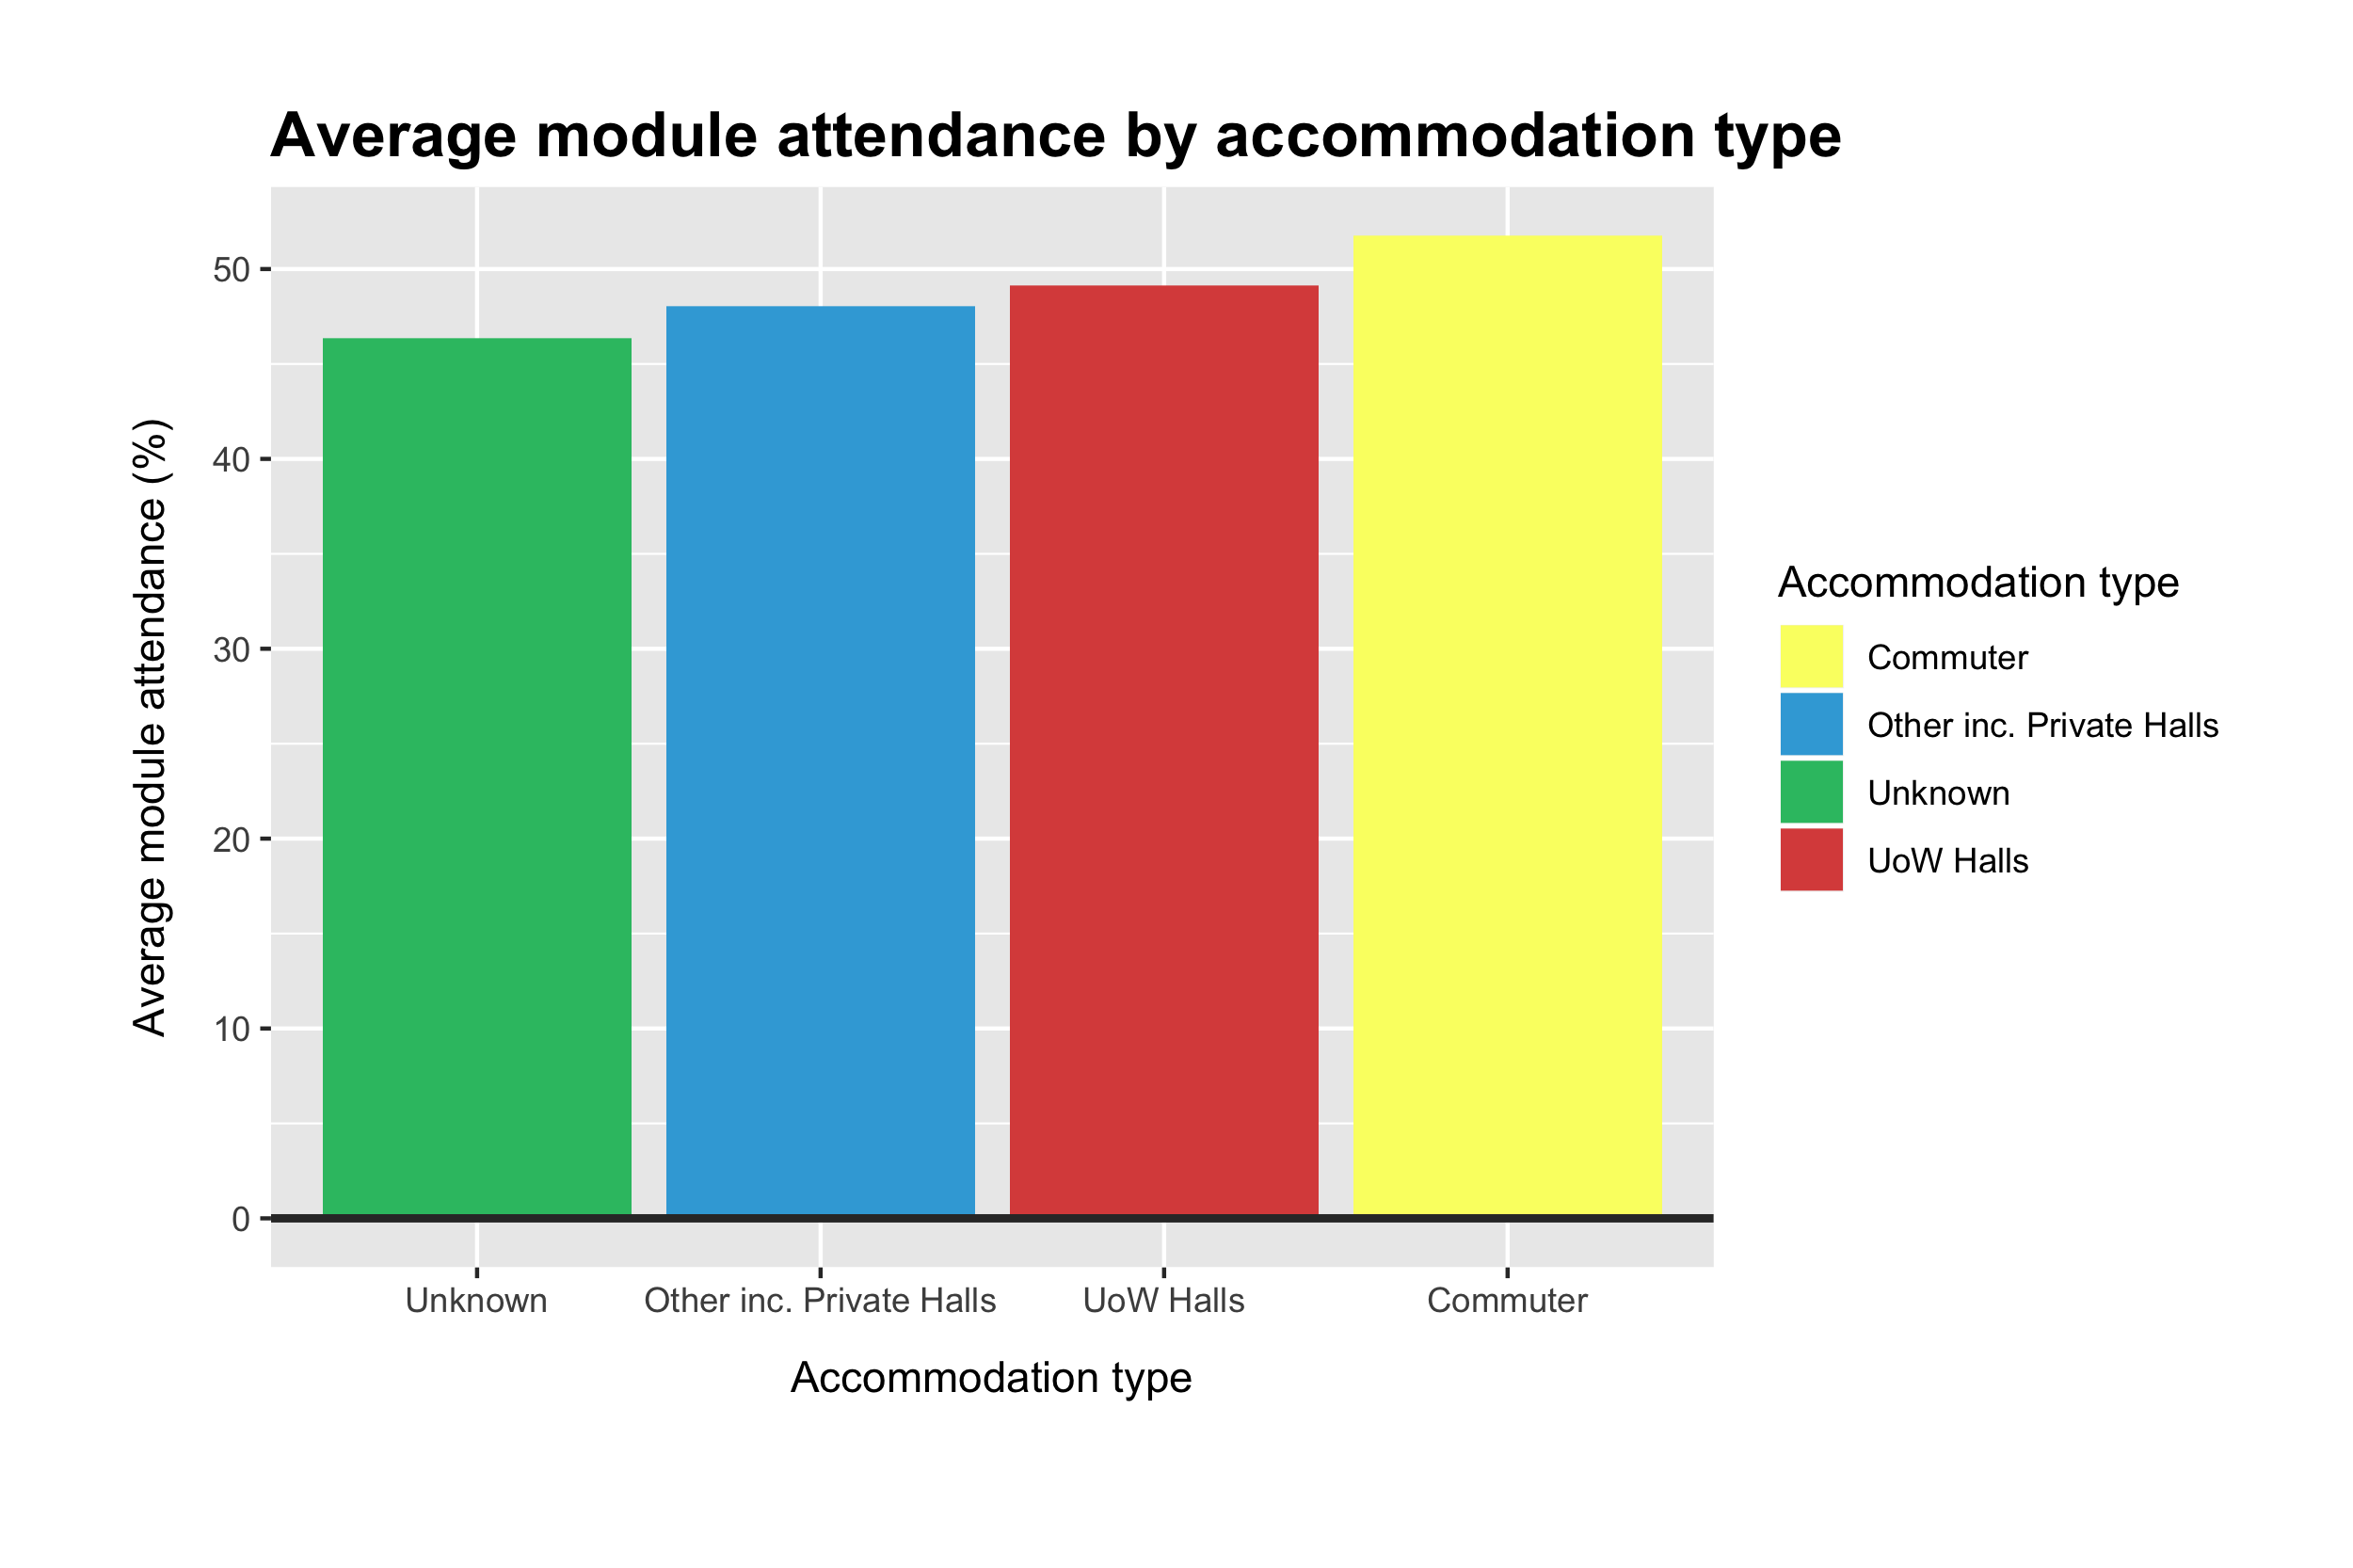 Average module attendance by accommodation type
Average module attendance (%)
50
40
30
20
10
0
Unknown
Other inc. Private Halls
UoW Halls
Commuter
Accommodation type
Accommodation type
Commuter
Other inc. Private Halls
Unknown
UoW Halls